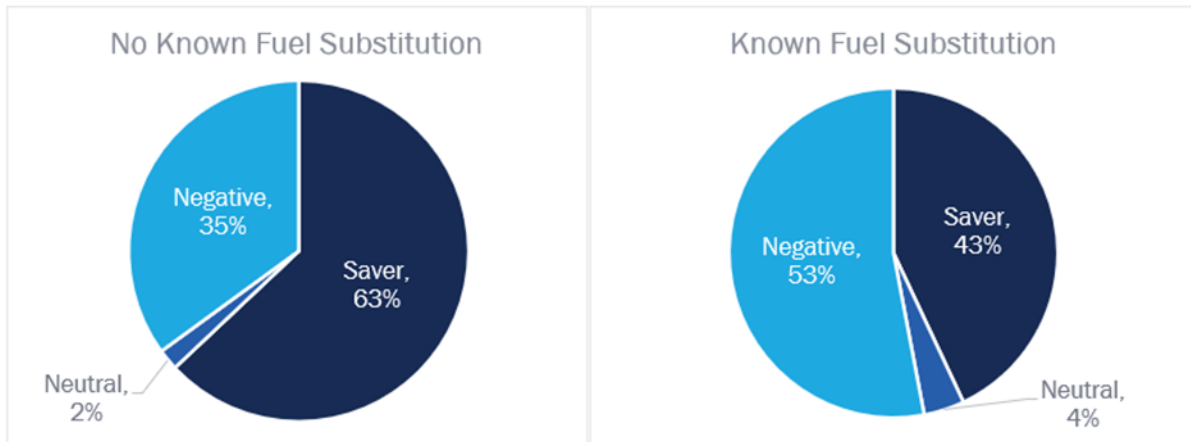 No Known Fuel Substitution
Negative,
35%
Saver,
63%
Neutral,
2%
Known Fuel Substitution
Saver,
43%
Negative,
53%
Neutral,
4%